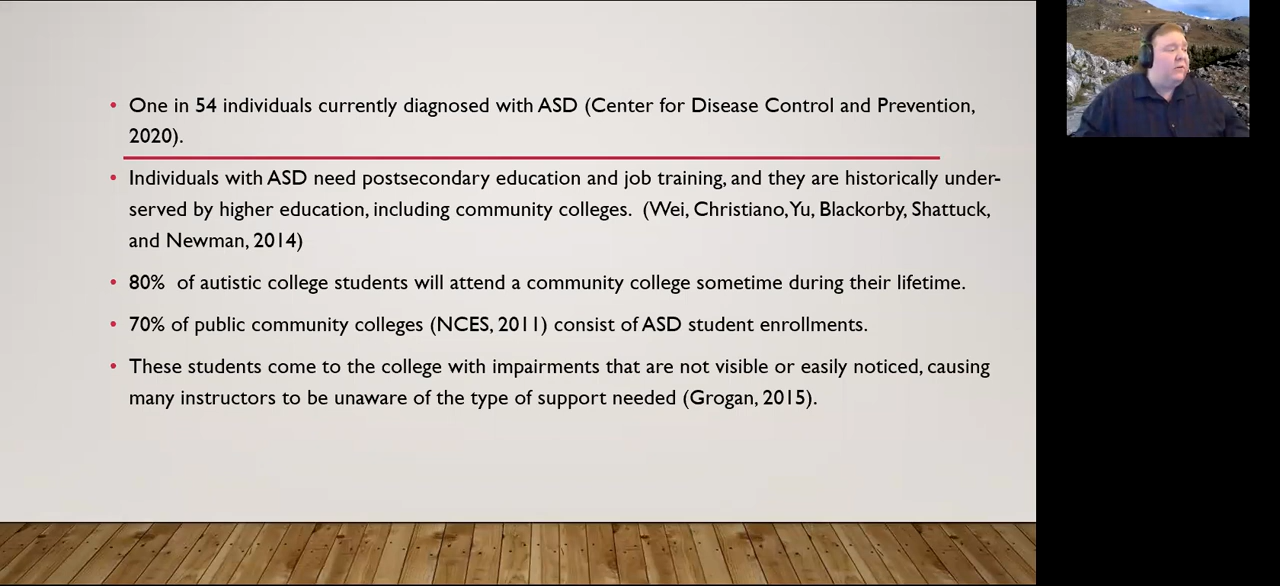 • One in 54 individuals currently diagnosed with ASD (Center for Disease Control and Prevention,
2020).
• Individuals with ASD need postsecondary education and job training, and they are historically under-
served by higher education, including community colleges.  (Wei, Christiano, Yu, Blackorby, Shattuck,
and Newman, 2014)
• 80%  of autistic college students will attend a community college sometime during their lifetime.
• 70% of public community colleges (NCES, 2011) consist of ASD student enrollments.
• These students come to the college with impairments that are not visible or easily noticed, causing
many instructors to be unaware of the type of support needed (Grogan, 2015).